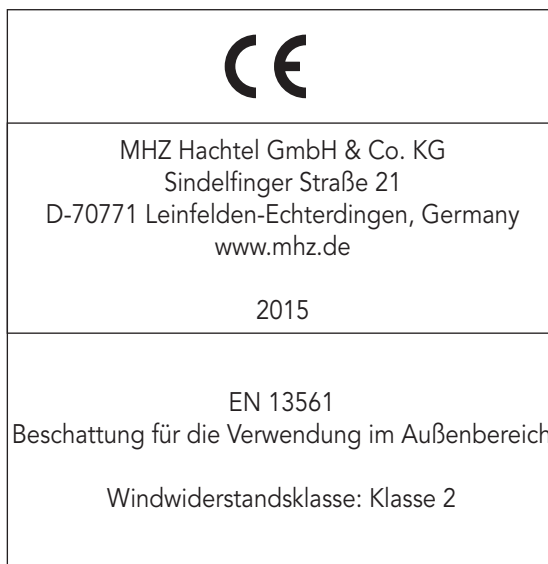 CE
MHZ Hachtel GmbH & Co. KG
Sindelfinger Straße 21
D-70771 Leinfelden-Echterdingen, Germany
www.mhz.de
2015
EN 13561
Beschattung für die Verwendung im Außenbereich
Windwiderstandsklasse: Klasse 2